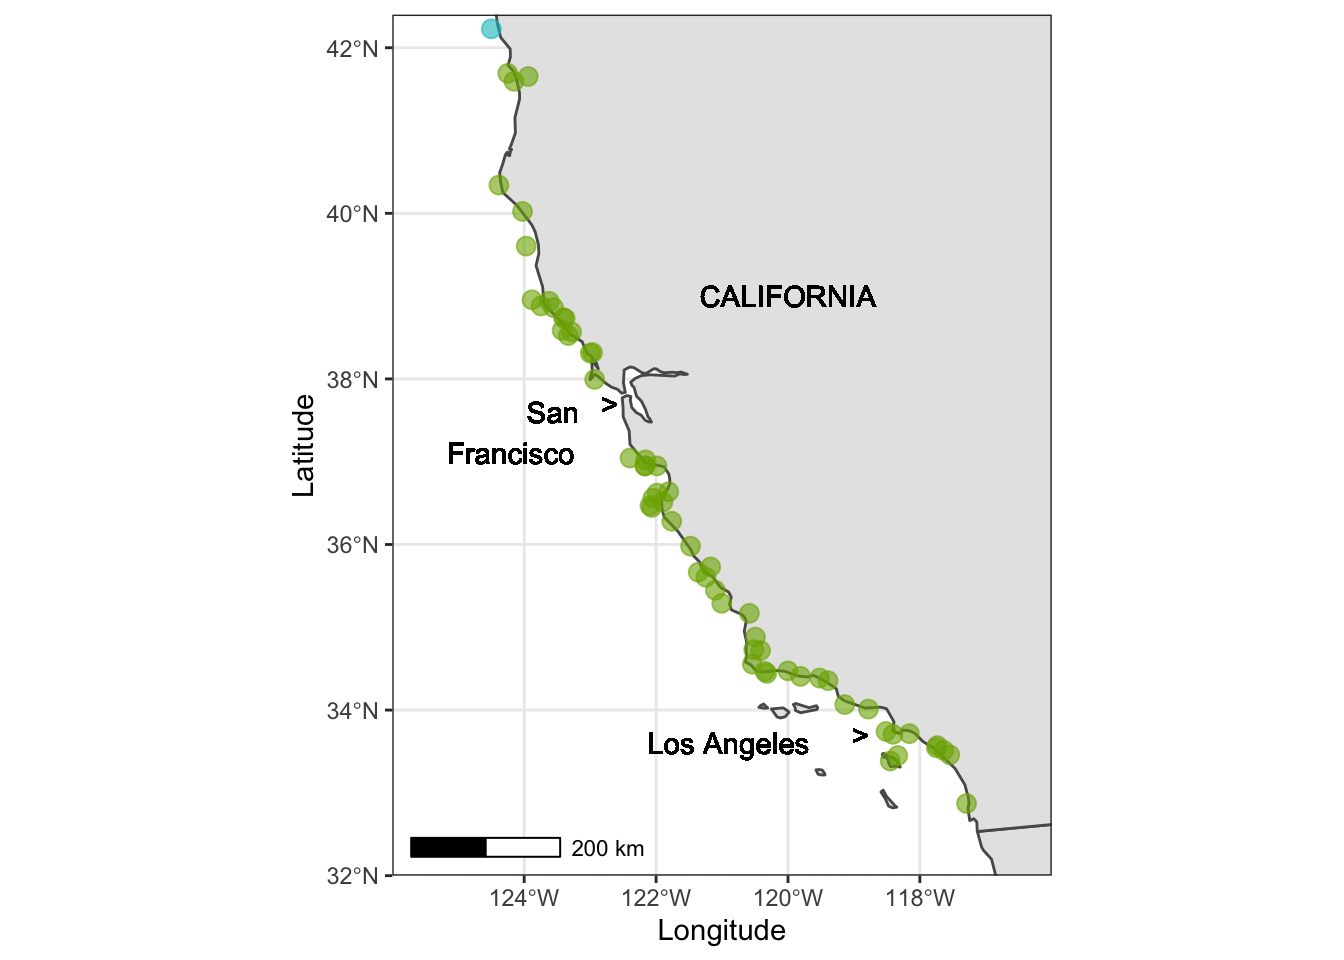 42°N
40°N
38°N
36°N
34°N
32°N
Latitude
CALIFORNIA
San >
Francisco
Los Angeles >
200 km
124°W 122°W 120°W 118°W
Longitude